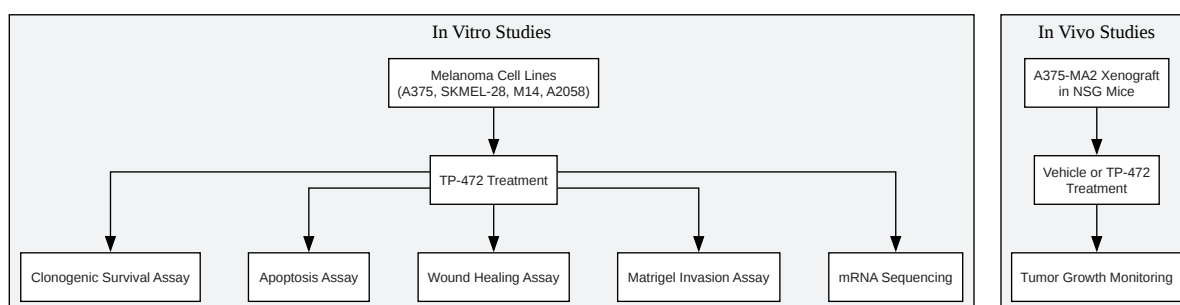 In Vitro Studies
Melanoma Cell Lines
(A375, SKMEL-28, M14, A2058)
TP-472 Treatment
Clonogenic Survival Assay
Apoptosis Assay
Wound Healing Assay
Matrigel Invasion Assay
mRNA Sequencing
In Vivo Studies
A375-MA2 Xenograft
in NSG Mice
Vehicle or TP-472
Treatment
Tumor Growth Monitoring